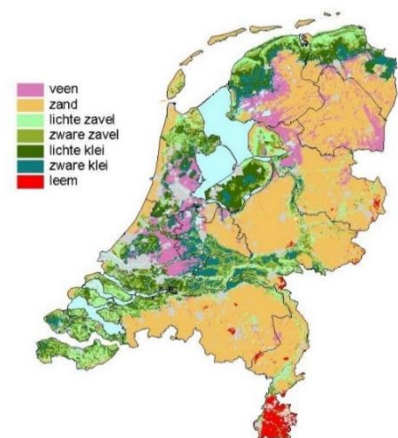 veen
zand
lichte zavel
zware zavel
lichte klei
zware klei
leem